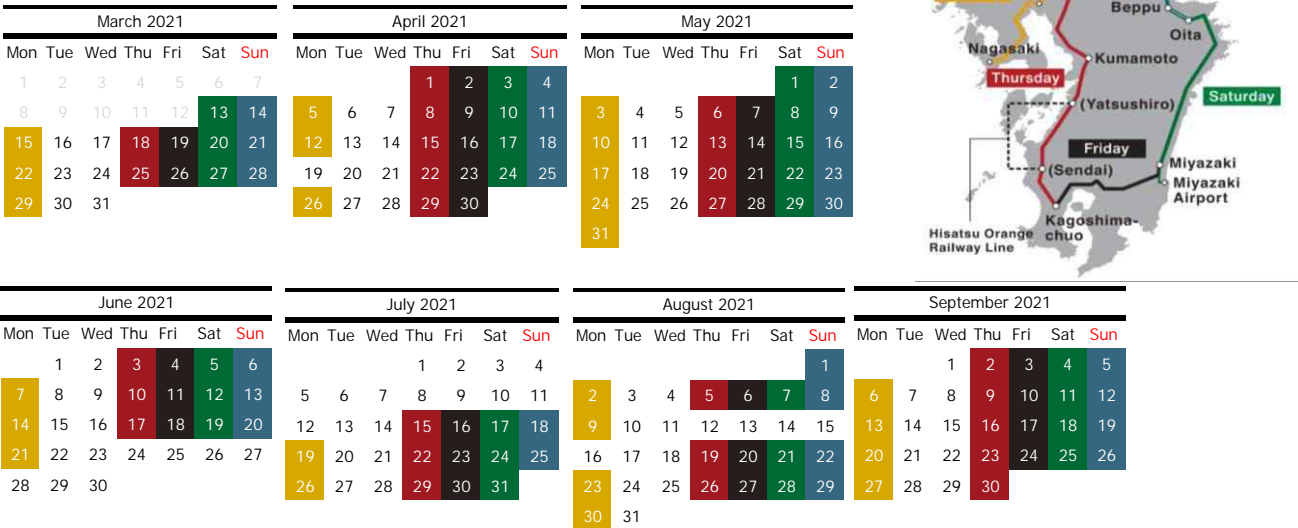 March 2021
Mon Tue Wed Thu Fri Sat Sun
1 2 3 4 5 6 7
8 9 10 11 12 13 14
15 16 17 18 19 20 21
22 23 24 25 26 27 28
29 30 31
April 2021
Mon Tue Wed Thu Fri Sat Sun
1 2 3 4
5 6 7 8 9 10 11
12 13 14 15 16 17 18
19 20 21 22 23 24 25
26 27 28 29 30
May 2021
Mon Tue Wed Thu Fri Sat Sun
1 2
3 4 5 6 7 8 9
10 11 12 13 14 15 16
17 18 19 20 21 22 23
24 25 26 27 28 29 30
31
Beppu
Oita
Nagasaki
Kumamoto
Thursday
Saturday
(Yatsushiro)
Friday
Miyazaki
(Sendai)
Miyazaki
Airport
Kagoshima-
chuo
Hisatsu Orange
Railway Line
June 2021
Mon Tue Wed Thu Fri Sat Sun
1 2 3 4 5 6
7 8 9 10 11 12 13
14 15 16 17 18 19 20
21 22 23 24 25 26 27
28 29 30
July 2021
Mon Tue Wed Thu Fri Sat Sun
1 2 3 4
5 6 7 8 9 10 11
12 13 14 15 16 17 18
19 20 21 22 23 24 25
26 27 28 29 30 31
August 2021
Mon Tue Wed Thu Fri Sat Sun
1
2 3 4 5 6 7 8
9 10 11 12 13 14 15
16 17 18 19 20 21 22
23 24 25 26 27 28 29
30 31
September 2021
Mon Tue Wed Thu Fri Sat Sun
1 2 3 4 5
6 7 8 9 10 11 12
13 14 15 16 17 18 19
20 21 22 23 24 25 26
27 28 29 30